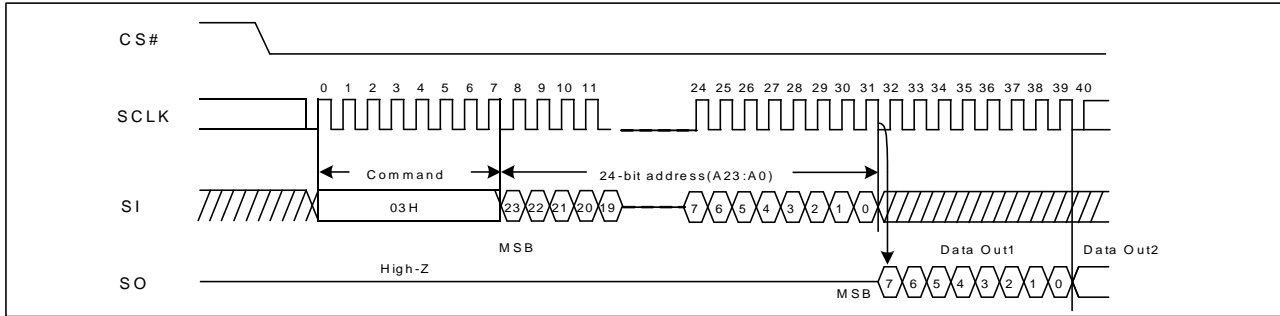 CS#
0 1 2 3 4 5 6 7 8 9 10 11 24 25 26 27 28 29 30 31 32 33 34 35 36 37 38 39 40
SCLK
Command 24-bit address(A23:A0)
SI 03H 23 22 21 20 19 7 6 5 4 3 2 1 0
MSB Data Out1 Data Out2
High-Z
SO MSB 7 6 5 4 3 2 1 0